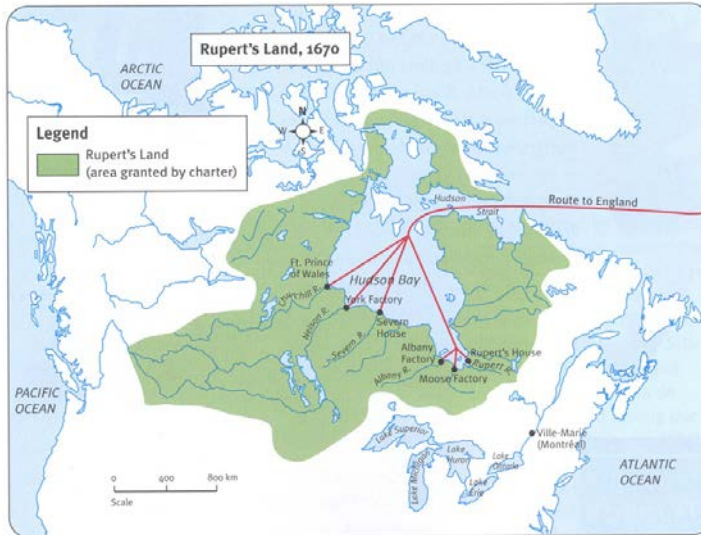 Rupert's Land, 1670
ARCTIC
OCEAN
N
W E
S
Legend
Rupert's Land
(area granted by charter)
Hudson
Strait
Route to England
Ft. Prince
of Wales
Hudson Bay
Churchill R.
York Factory
Nelson R.
Severn
House
Severn R.
Albany
Factory
Rupert's House
Rupert R.
Albany R.
Moose Factory
PACIFIC
OCEAN
Lake Superior
Lake Michigan
Lake
Huron
Lake
Ontario
Lake
Erie
Ville-Marie
(Montréal)
ATLANTIC
OCEAN
0 400 800 km
Scale